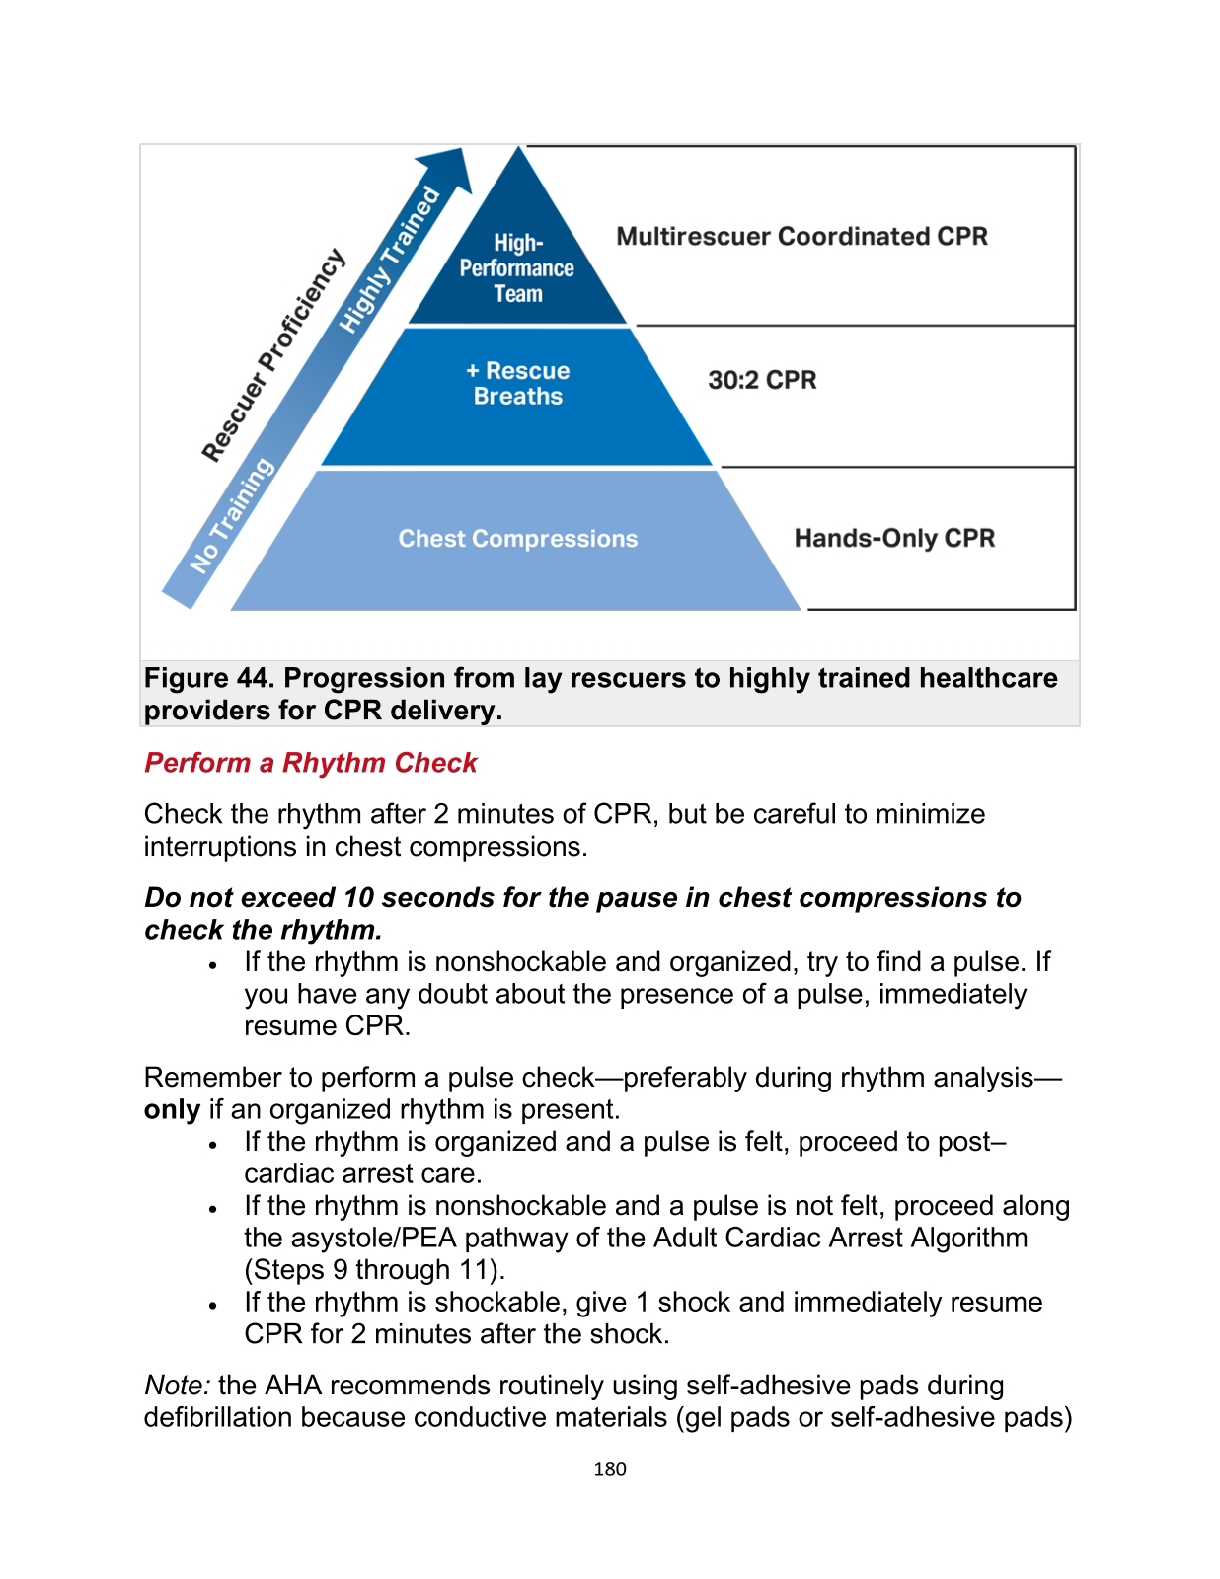 High-
Performance
Team
Multirescuer Coordinated CPR
Highly Trained
Rescuer Proficiency
+ Rescue
Breaths
30:2 CPR
No Training
Chest Compressions
Hands-Only CPR
Figure 44. Progression from lay rescuers to highly trained healthcare
providers for CPR delivery.
Perform a Rhythm Check
Check the rhythm after 2 minutes of CPR, but be careful to minimize
interruptions in chest compressions.
Do not exceed 10 seconds for the pause in chest compressions to
check the rhythm.
• If the rhythm is nonshockable and organized, try to find a pulse. If
you have any doubt about the presence of a pulse, immediately
resume CPR.
Remember to perform a pulse check—preferably during rhythm analysis—
only if an organized rhythm is present.
• If the rhythm is organized and a pulse is felt, proceed to post–
cardiac arrest care.
• If the rhythm is nonshockable and a pulse is not felt, proceed along
the asystole/PEA pathway of the Adult Cardiac Arrest Algorithm
(Steps 9 through 11).
• If the rhythm is shockable, give 1 shock and immediately resume
CPR for 2 minutes after the shock.
Note: the AHA recommends routinely using self-adhesive pads during
defibrillation because conductive materials (gel pads or self-adhesive pads)
180